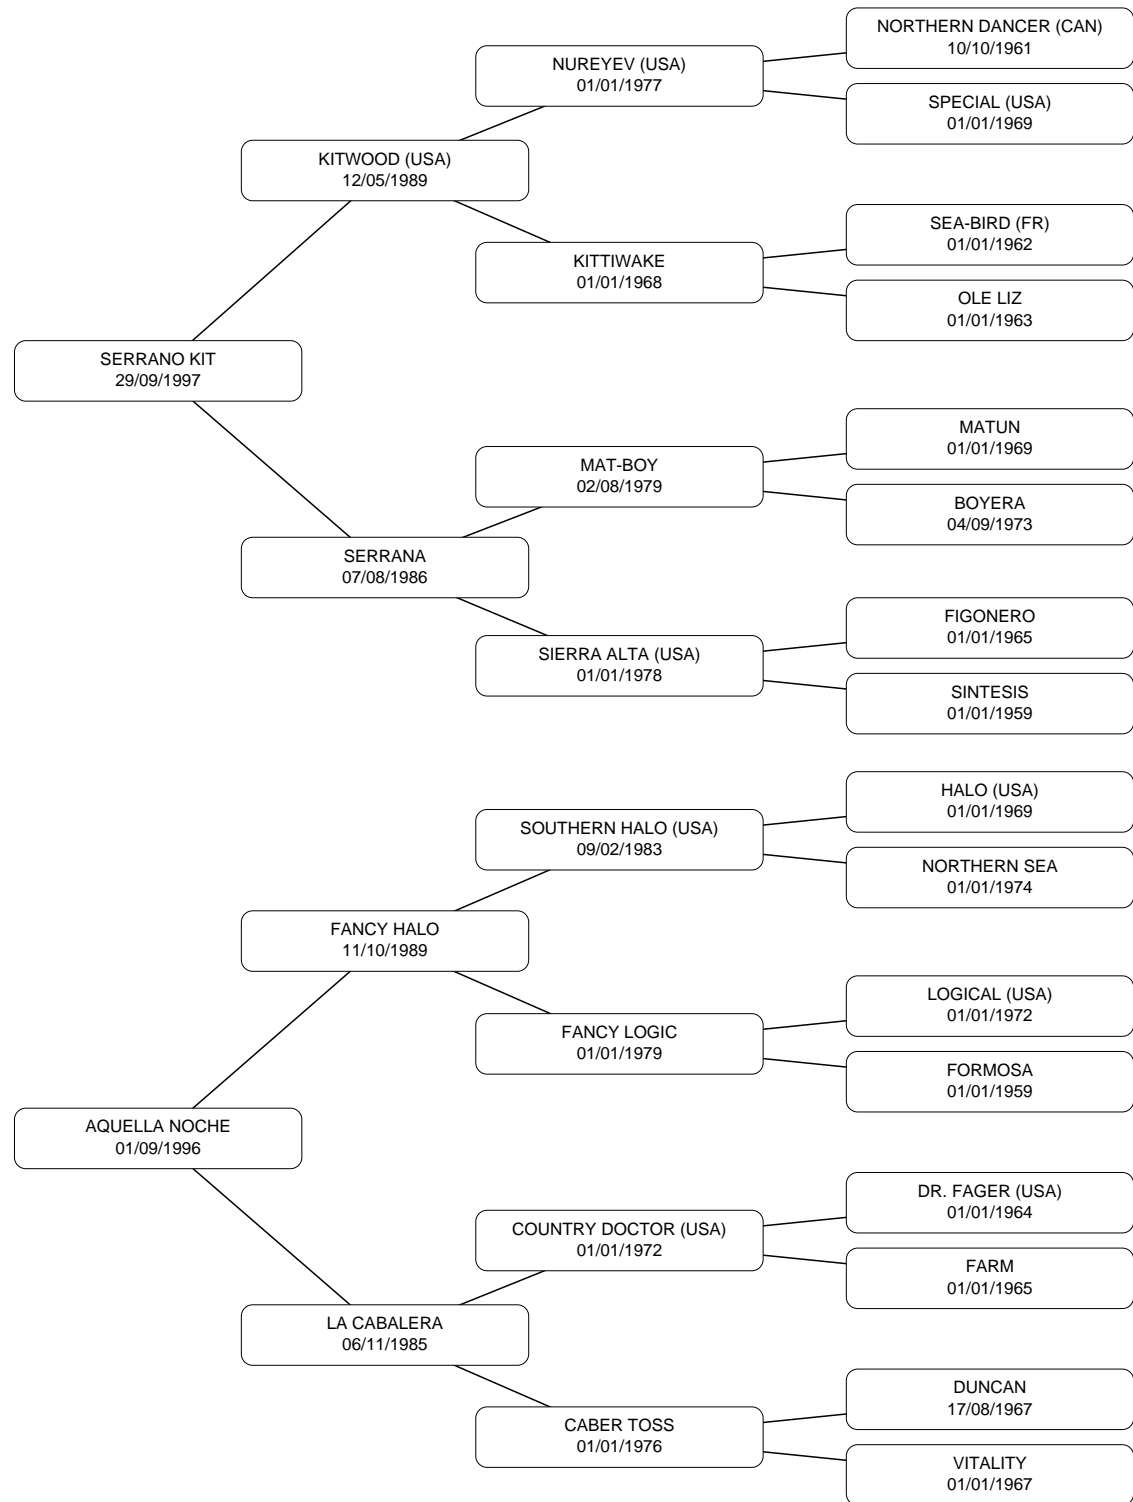 NORTHERN DANCER (CAN)
10/10/1961
NUREYEV (USA)
01/01/1977
SPECIAL (USA)
01/01/1969
KITWOOD (USA)
12/05/1989
SEA-BIRD (FR)
01/01/1962
KITTIWAKE
01/01/1968
OLE LIZ
01/01/1963
SERRANO KIT
29/09/1997
MATUN
01/01/1969
MAT-BOY
02/08/1979
BOYERA
04/09/1973
SERRANA
07/08/1986
FIGONERO
01/01/1965
SIERRA ALTA (USA)
01/01/1978
SINTESIS
01/01/1959
HALO (USA)
01/01/1969
SOUTHERN HALO (USA)
09/02/1983
NORTHERN SEA
01/01/1974
FANCY HALO
11/10/1989
LOGICAL (USA)
01/01/1972
FANCY LOGIC
01/01/1979
FORMOSA
01/01/1959
AQUELLA NOCHE
01/09/1996
DR. FAGER (USA)
01/01/1964
COUNTRY DOCTOR (USA)
01/01/1972
FARM
01/01/1965
LA CABALERA
06/11/1985
DUNCAN
17/08/1967
CABER TOSS
01/01/1976
VITALITY
01/01/1967